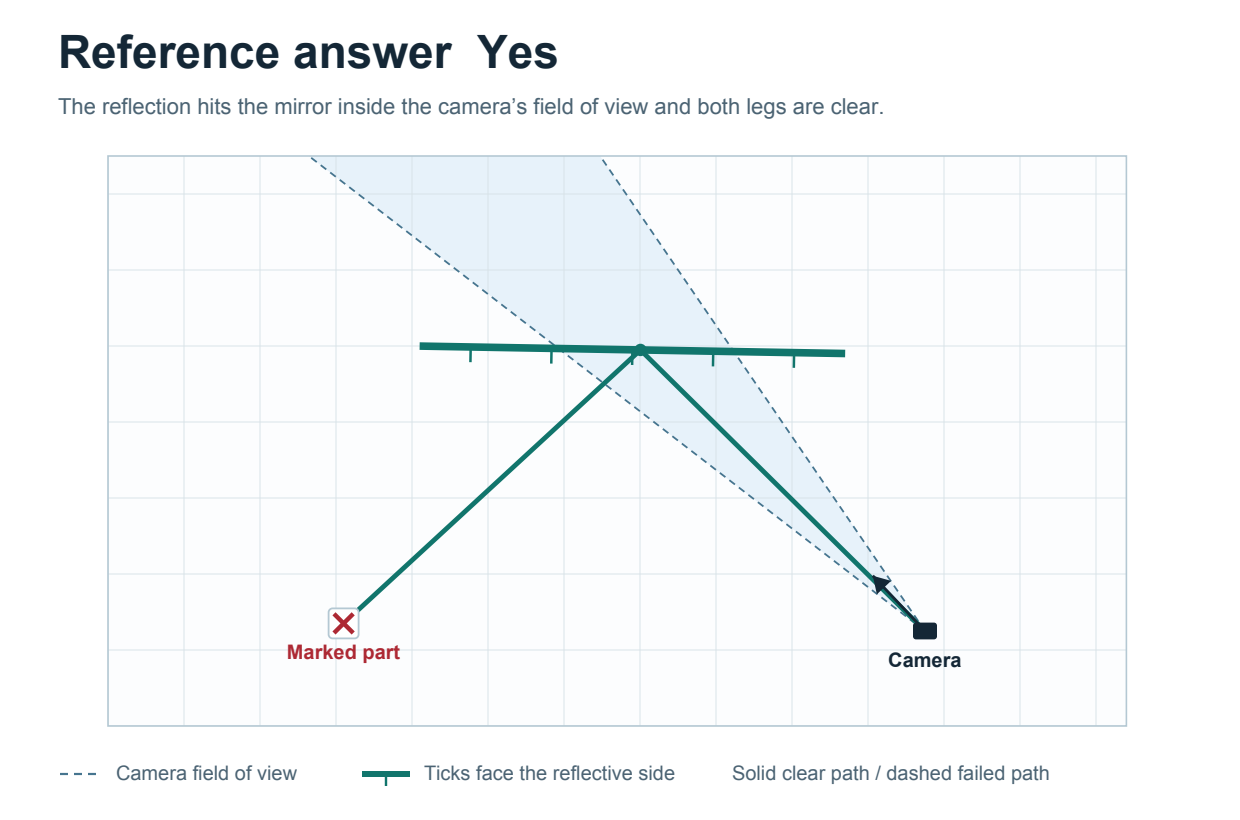 Reference answer  Yes
The reflection hits the mirror inside the camera’s field of view and both legs are clear.
Marked part
Camera
Camera field of view
Ticks face the reflective side
Solid clear path / dashed failed path